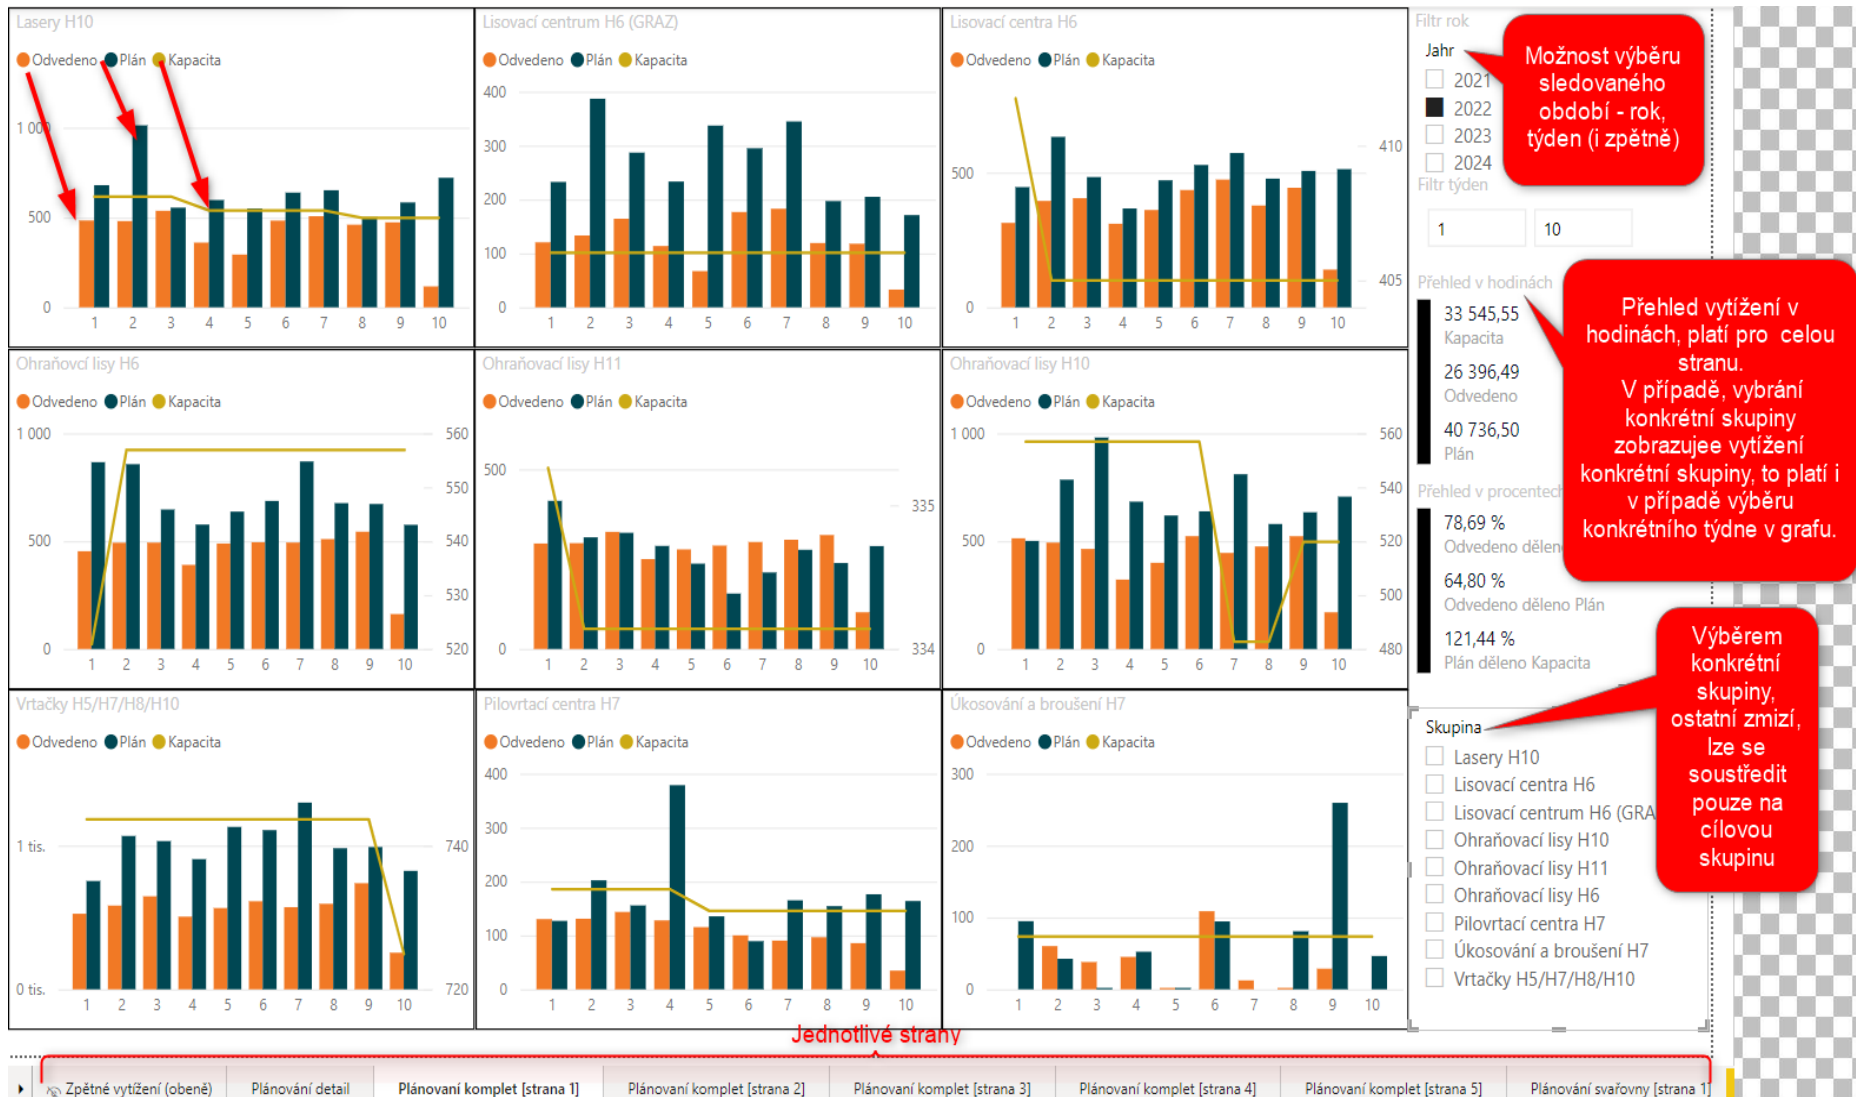 Lasery H10
Odvedeno Plán Kapacita
1 000
500
0
1 2 3 4 5 6 7 8 9 10
Lisovací centrum H6 (GRAZ)
Odvedeno Plán Kapacita
400
300
200
100
0
1 2 3 4 5 6 7 8 9 10
Lisovací centra H6
Odvedeno Plán Kapacita
500
0
410
405
1 2 3 4 5 6 7 8 9 10
Ohraňovcí lisy H6
Odvedeno Plán Kapacita
1 000
500
0
560
550
540
530
520
1 2 3 4 5 6 7 8 9 10
Ohraňovací lisy H11
Odvedeno Plán Kapacita
500
0
335
334
1 2 3 4 5 6 7 8 9 10
Ohraňovací lisy H10
Odvedeno Plán Kapacita
1 000
500
0
560
540
520
500
480
1 2 3 4 5 6 7 8 9 10
Vrtačky H5/H7/H8/H10
Odvedeno Plán Kapacita
1 tis.
0 tis.
740
720
1 2 3 4 5 6 7 8 9 10
Pilovrtací centra H7
Odvedeno Plán Kapacita
400
300
200
100
0
1 2 3 4 5 6 7 8 9 10
Úkosování a broušení H7
Odvedeno Plán Kapacita
300
200
100
0
1 2 3 4 5 6 7 8 9 10
Filtr rok
Jahr
2021
2022
2023
2024
Možnost výběru
sledovaného
období - rok,
týden (i zpětně)
Filtr týden
1 10
Přehled v hodinách
33 545,55
Kapacita
26 396,49
Odvedeno
40 736,50
Plán
Přehled vytížení v
hodinách, platí pro celou
stranu.
V případě, vybrání
konkrétní skupiny
zobrazujee vytížení
konkrétní skupiny, to platí i
v případě výběru
konkrétního týdne v grafu.
Přehled v procentech
78,69 %
Odvedeno dělen
64,80 %
Odvedeno děleno Plán
121,44 %
Plán děleno Kapacita
Skupina
Lasery H10
Lisovací centra H6
Lisovací centrum H6 (GRA
Ohraňovací lisy H10
Ohraňovací lisy H11
Ohraňovací lisy H6
Pilovrtací centra H7
Úkosování a broušení H7
Vrtačky H5/H7/H8/H10
Výběrem
konkrétní
skupiny,
ostatní zmizí,
lze se
soustředit
pouze na
cílovou
skupinu
Jednotlivé strany
Zpětné vytížení (obeně) Plánování detail Plánovaní komplet [strana 1] Plánovaní komplet [strana 2] Plánovaní komplet [strana 3] Plánovaní komplet [strana 4] Plánovaní komplet [strana 5] Plánování svařovny [strana 1]